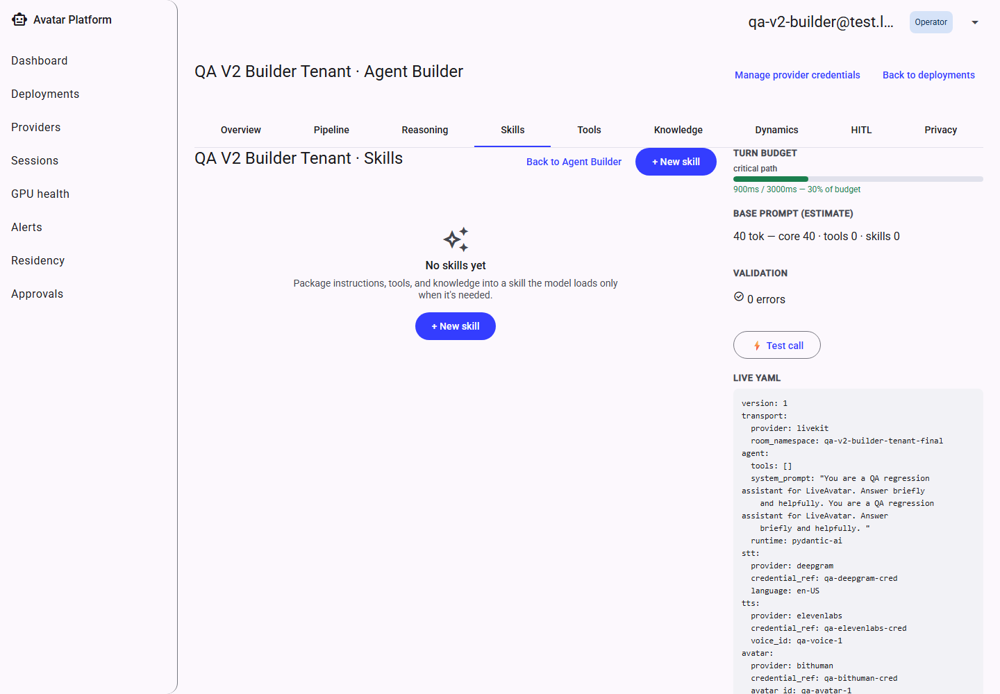 Avatar Platform
Dashboard
Deployments
Providers
Sessions
GPU health
Alerts
Residency
Approvals
qa-v2-builder@test.l...
Operator
QA V2 Builder Tenant · Agent Builder
Manage provider credentials
Back to deployments
Overview
Pipeline
Reasoning
Skills
Tools
Knowledge
Dynamics
HITL
Privacy
QA V2 Builder Tenant · Skills
Back to Agent Builder
+ New skill
No skills yet
Package instructions, tools, and knowledge into a skill the model loads only
when it's needed.
+ New skill
TURN BUDGET
critical path
900ms / 3000ms — 30% of budget
BASE PROMPT (ESTIMATE)
40 tok — core 40 · tools 0 · skills 0
VALIDATION
0 errors
Test call
LIVE YAML
version: 1
transport:
  provider: livekit
  room_namespace: qa-v2-builder-tenant-final
agent:
  tools: []
  system_prompt: "You are a QA regression
assistant for LiveAvatar. Answer briefly
    and helpfully. You are a QA regression
assistant for LiveAvatar. Answer
    briefly and helpfully. "
  runtime: pydantic-ai
stt:
  provider: deepgram
  credential_ref: qa-deepgram-cred
  language: en-US
tts:
  provider: elevenlabs
  credential_ref: qa-elevenlabs-cred
  voice_id: qa-voice-1
avatar:
  provider: bithuman
  credential_ref: qa-bithuman-cred
  avatar_id: qa-avatar-1